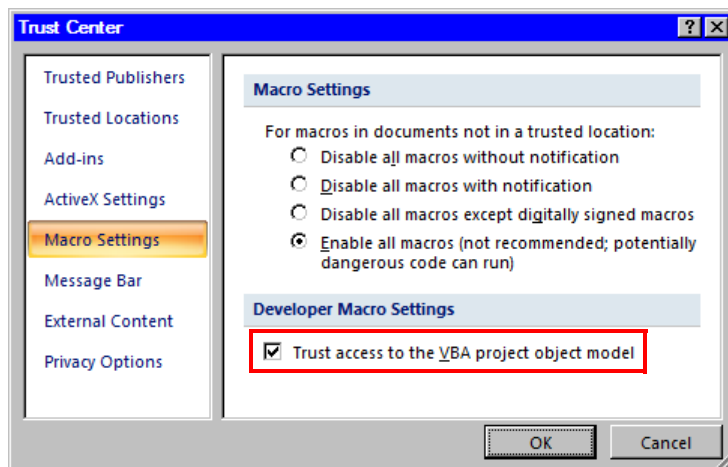 Trust Center
Trusted Publishers
Trusted Locations
Add-ins
ActiveX Settings
Macro Settings
Message Bar
External Content
Privacy Options
Macro Settings
For macros in documents not in a trusted location:
Disable all macros without notification
Disable all macros with notification
Disable all macros except digitally signed macros
Enable all macros (not recommended; potentially
dangerous code can run)
Developer Macro Settings
Trust access to the VBA project object model
OK
Cancel